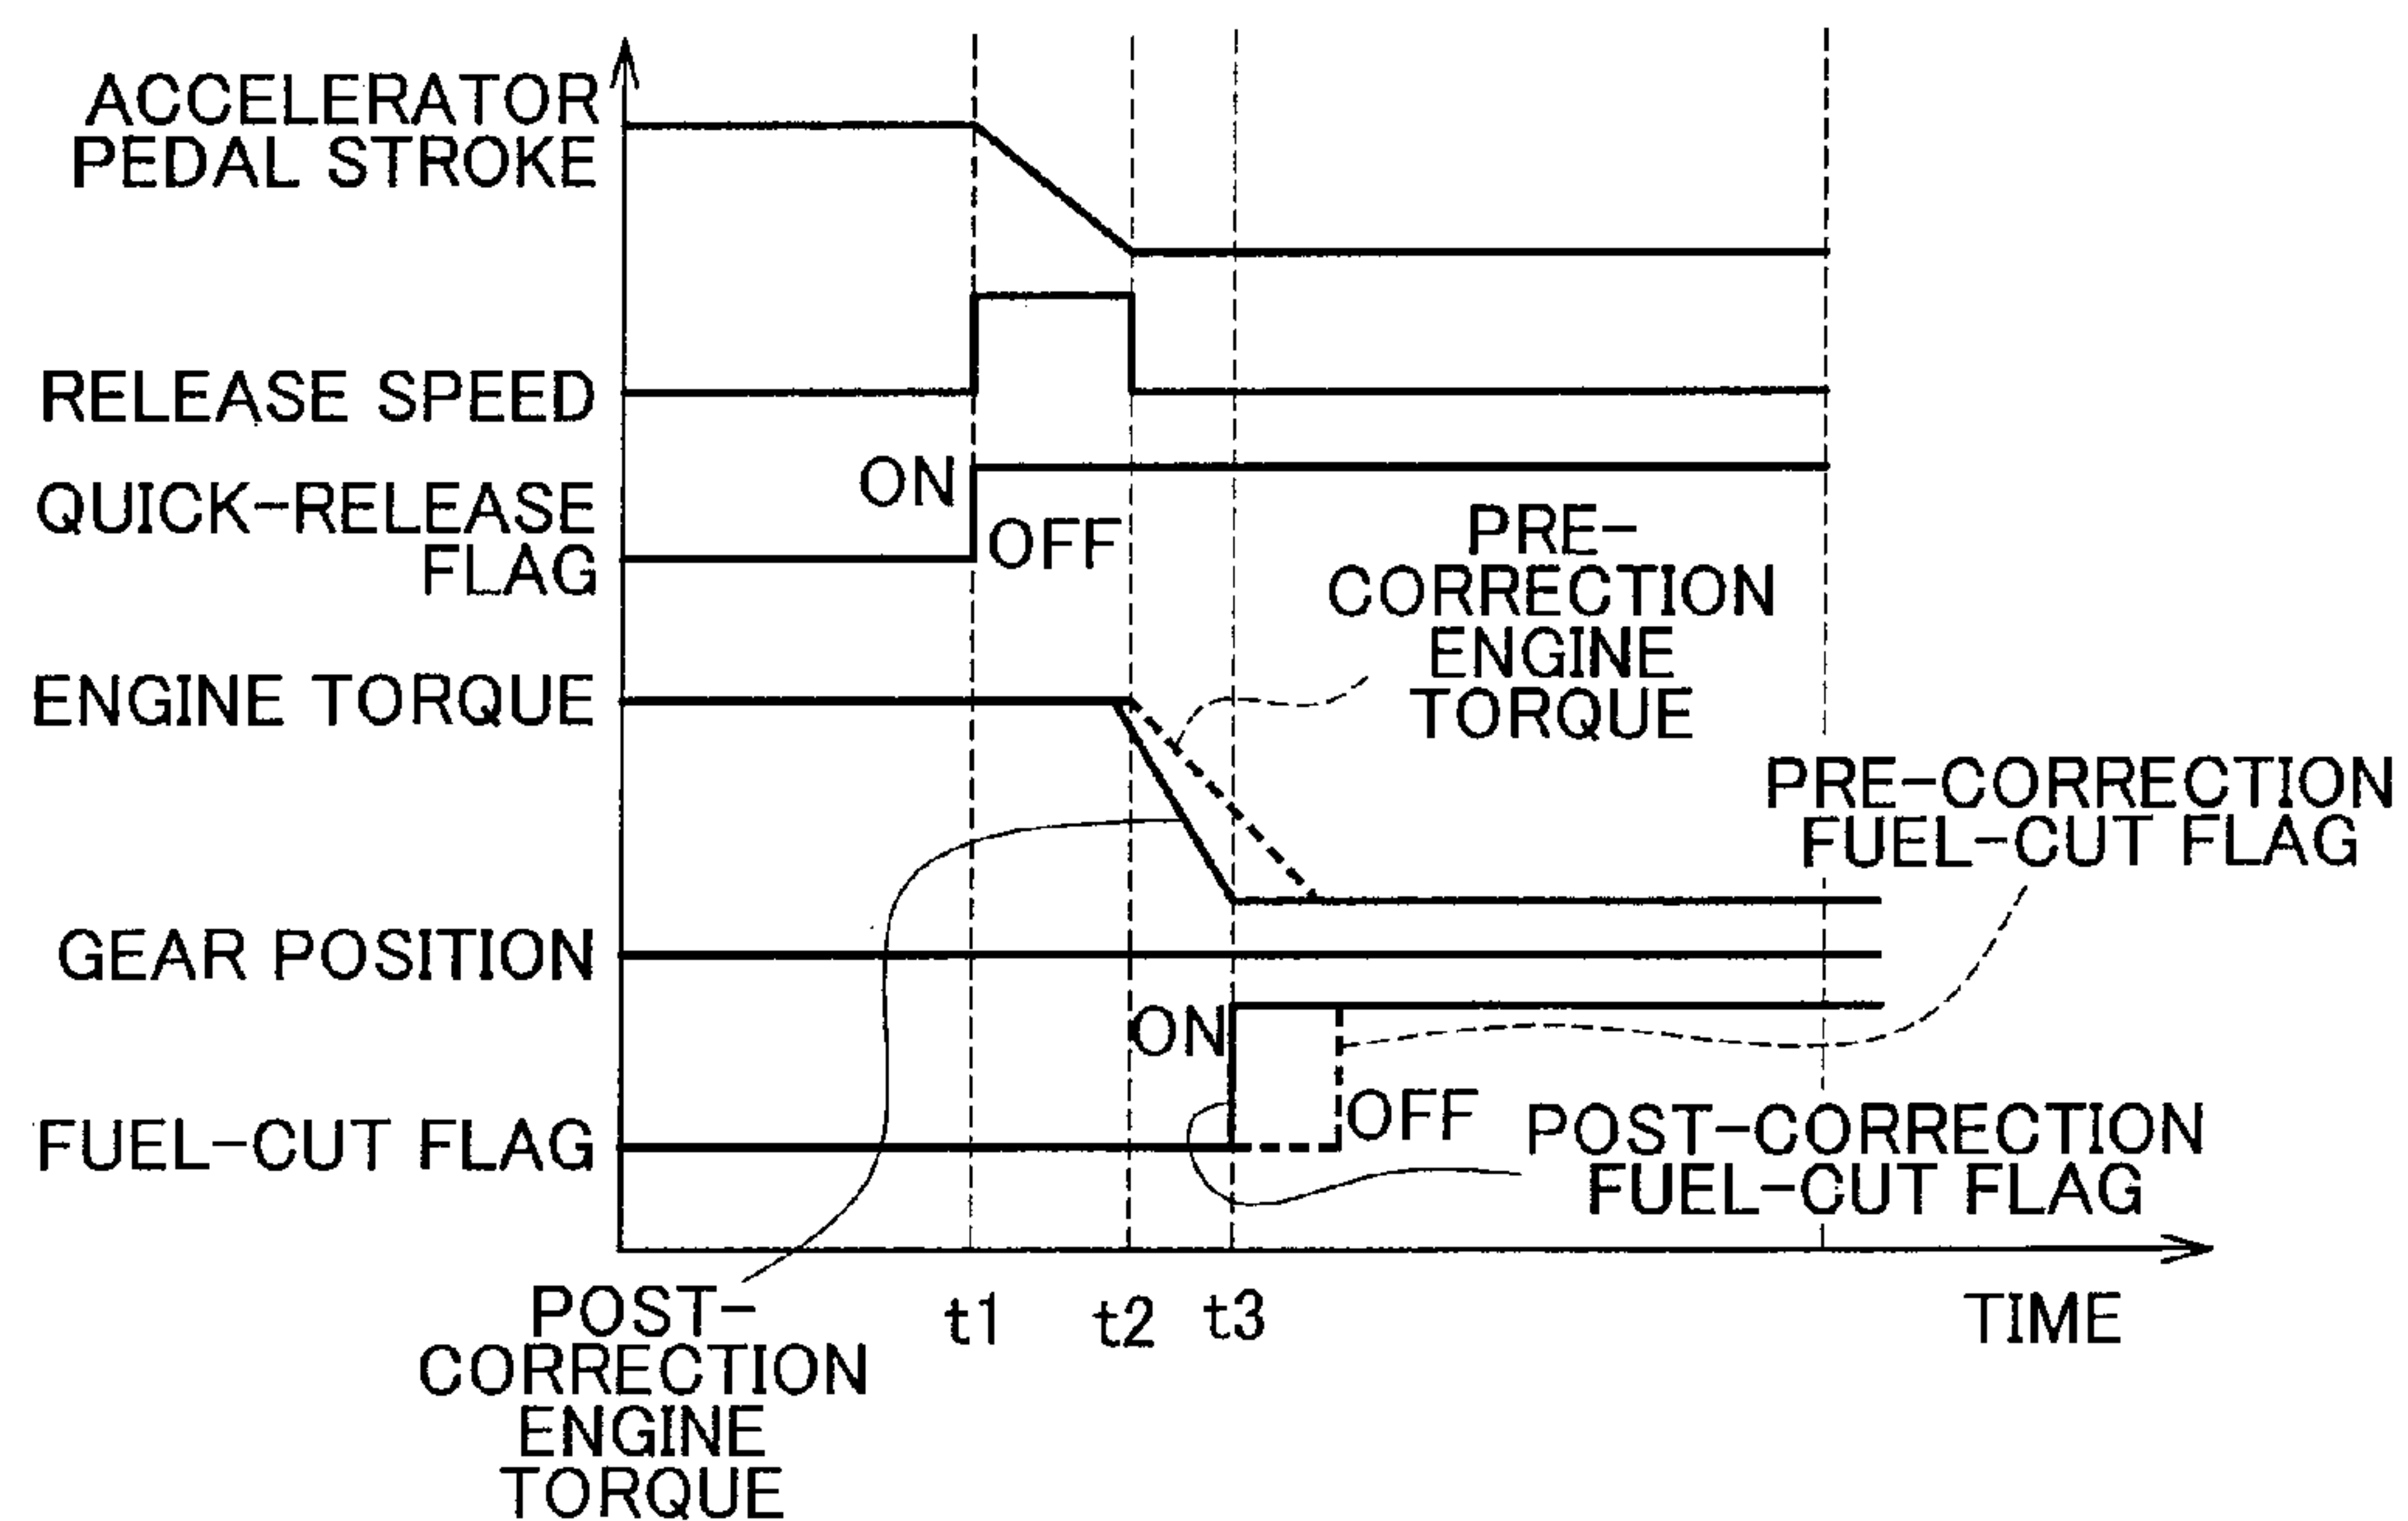 ACCELERATOR
PEDAL STROKE
RELEASE SPEED
ON
QUICK-RELEASE
FLAG
OFF
PRE-
CORRECTION
ENGINE
TORQUE
ENGINE TORQUE
PRE-CORRECTION
FUEL-CUT FLAG
GEAR POSITION
ON
OFF
FUEL-CUT FLAG
POST-CORRECTION
FUEL-CUT FLAG
t1
t2
t3
TIME
POST-
CORRECTION
ENGINE
TORQUE